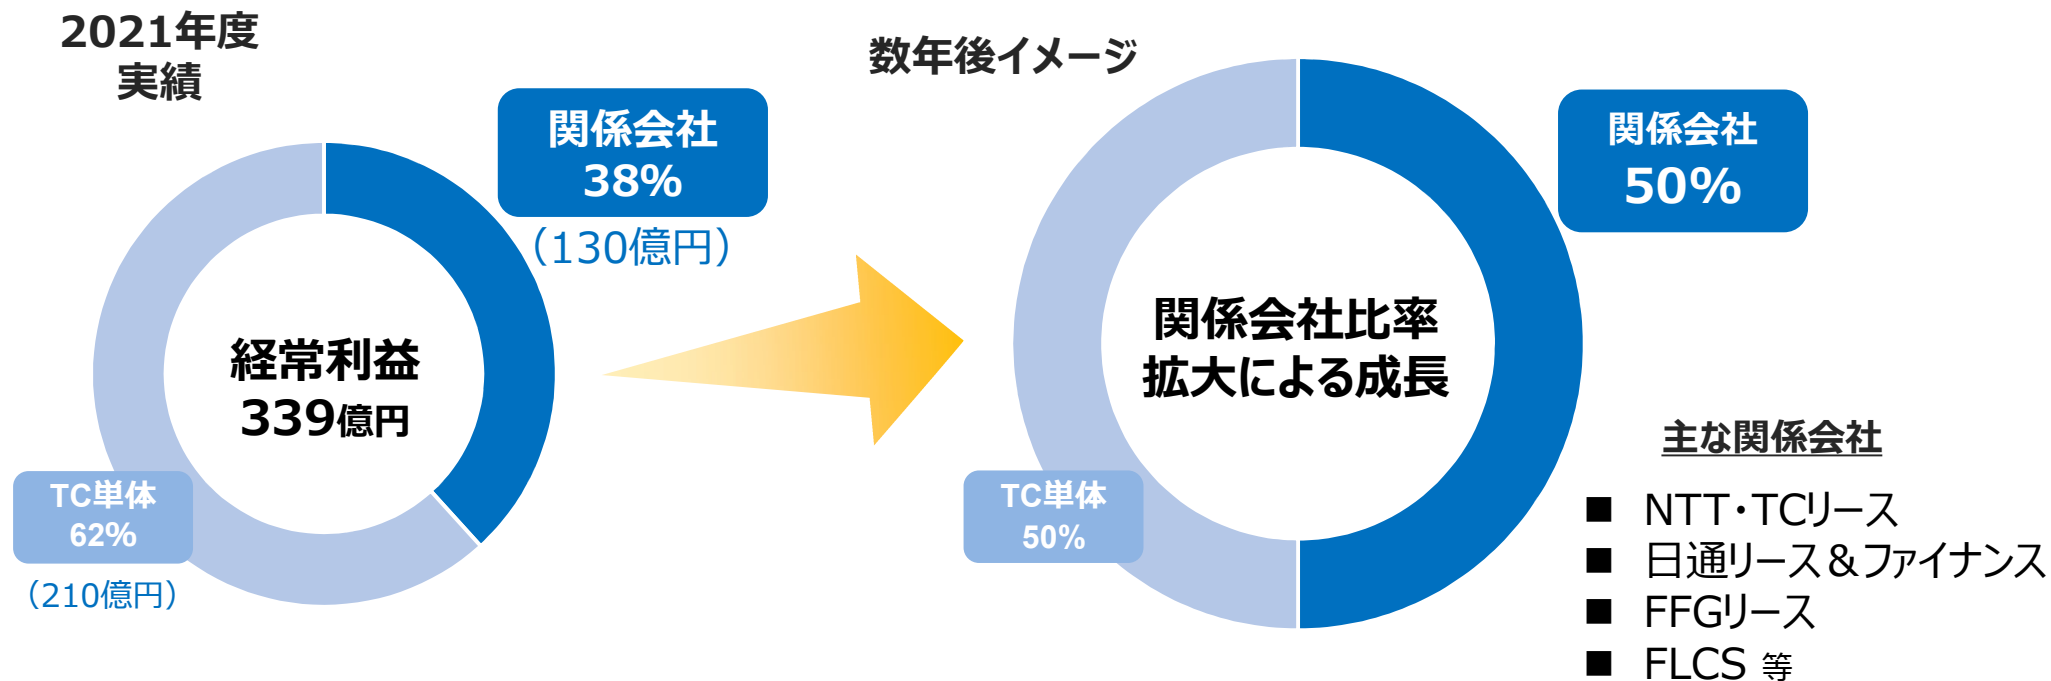 2021年度
実績
関係会社
38%
（130億円）
経常利益
339億円
TC単体
62%
（210億円）
数年後イメージ
関係会社
50%
関係会社比率
拡大による成長
TC単体
50%
主な関係会社
■ NTT・TCリース
■ 日通リース＆ファイナンス
■ FFGリース
■ FLCS 等